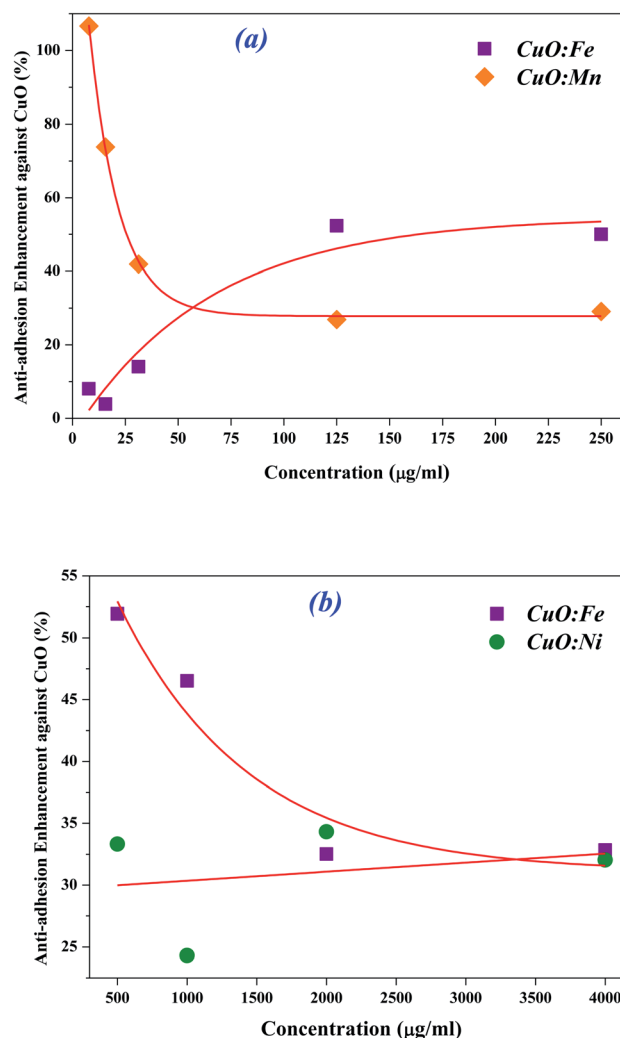 (a)
CuO:Fe
CuO:Mn
Anti-adhesion Enhancement against CuO (%)
100
80
60
40
20
0
0 25 50 75 100 125 150 175 200 225 250
Concentration (μg/ml)
(b)
CuO:Fe
CuO:Ni
Anti-adhesion Enhancement against CuO (%)
55
50
45
40
35
30
25
500 1000 1500 2000 2500 3000 3500 4000
Concentration (μg/ml)